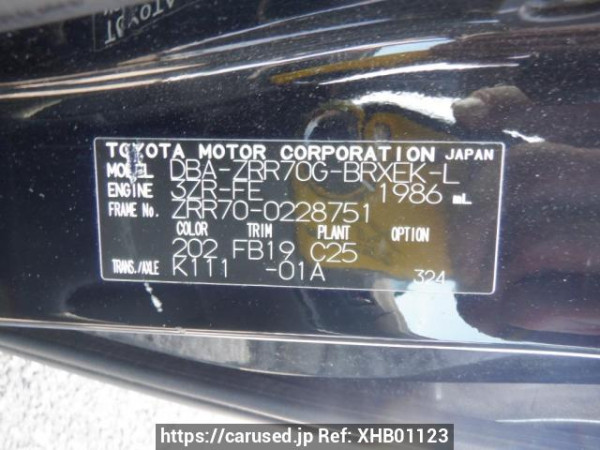 TOYOTA MOTOR CORPORATION JAPAN
MODEL DBA-ZRR70G-BRXEK-L
ENGINE 3ZR-FE 1986 mL
FRAME No. ZRR70-0228751
COLOR TRIM PLANT OPTION
202 FB19 C25
TRANS./AXLE K111 -01A 324
https://carused.jp Ref: XHB01123